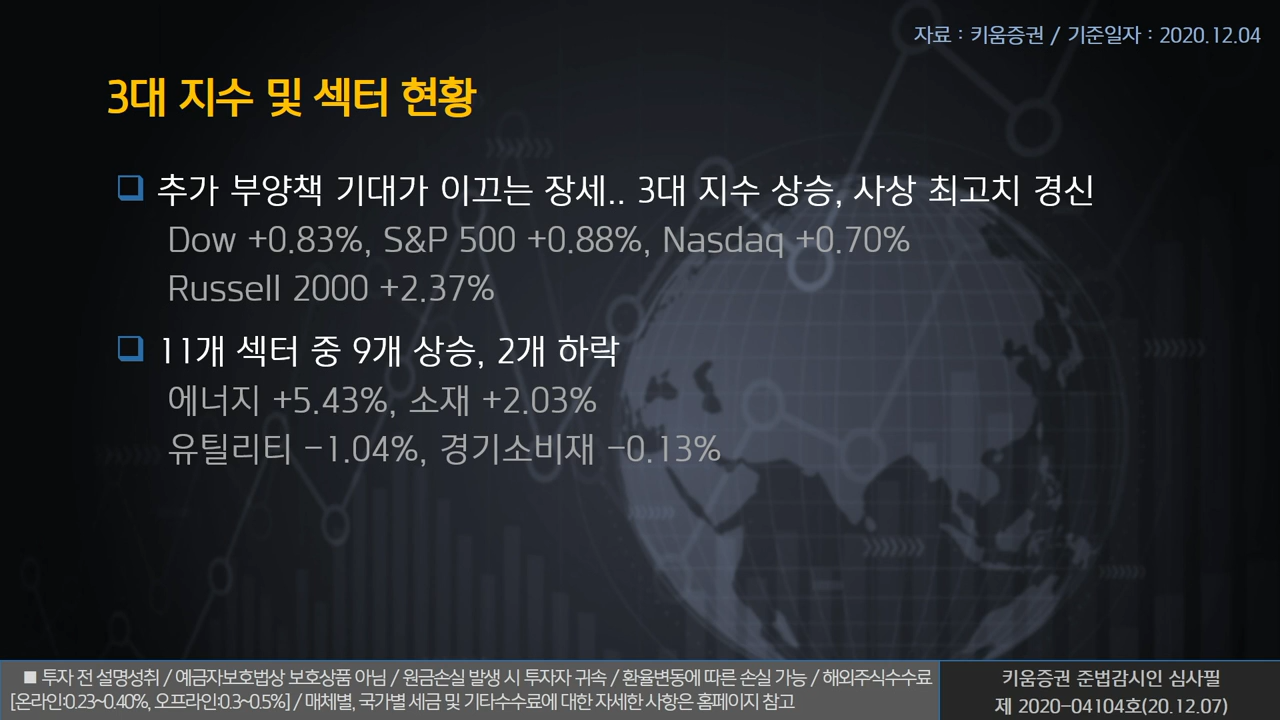 자료 : 키움증권 / 기준일자 : 2020.12.04
3대 지수 및 섹터 현황
추가 부양책 기대가 이끄는 장세.. 3대 지수 상승, 사상 최고치 경신
Dow +0.83%, S&P 500 +0.88%, Nasdaq +0.70%
Russell 2000 +2.37%
11개 섹터 중 9개 상승, 2개 하락
에너지 +5.43%, 소재 +2.03%
유틸리티 -1.04%, 경기소비재 -0.13%
■ 투자 전 설명성취 / 예금자보호법상 보호상품 아님 / 원금손실 발생 시 투자자 귀속 / 환율변동에 따른 손실 가능 / 해외주식수수료
[온라인:0.23~0.40%, 오프라인:0.3~0.5%] / 매체별, 국가별 세금 및 기타수수료에 대한 자세한 사항은 홈페이지 참고
키움증권 준법감시인 심사필
제 2020-04104호(20.12.07)